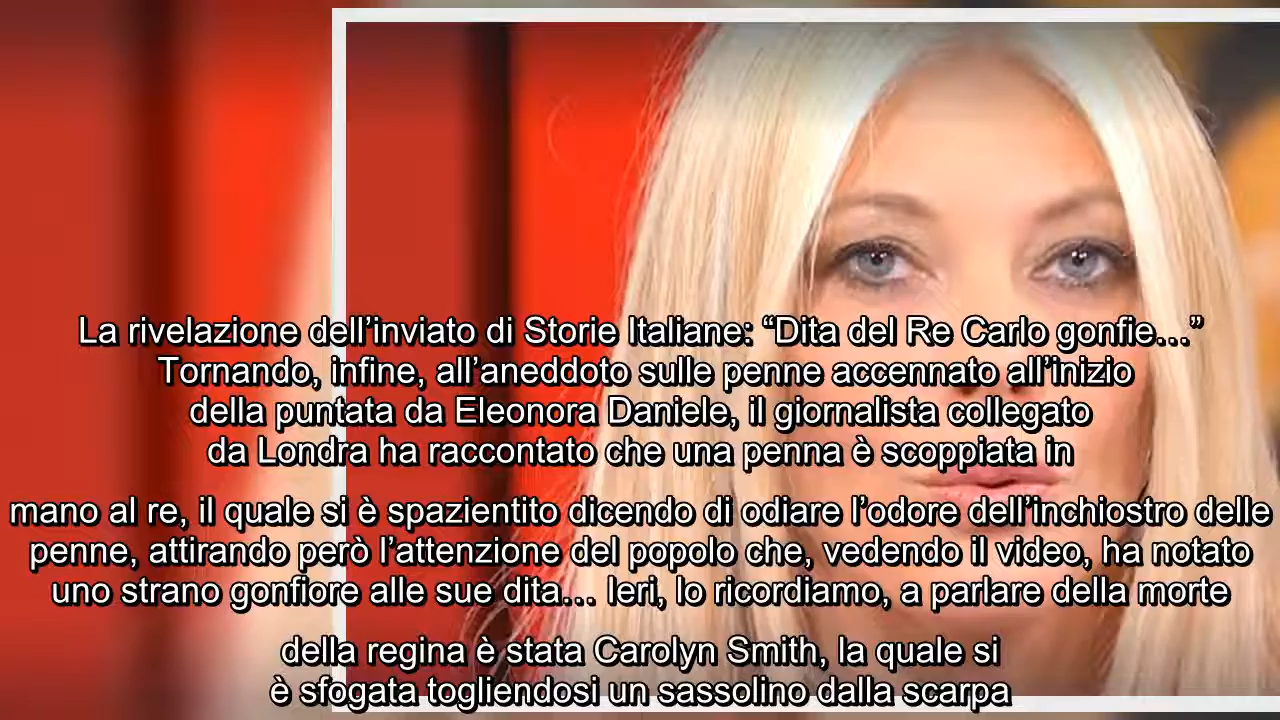 La rivelazione dell’inviato di Storie Italiane: “Dita del Re Carlo gonfie…”
Tornando, infine, all’aneddoto sulle penne accennato all’inizio
della puntata da Eleonora Daniele, il giornalista collegato
da Londra ha raccontato che una penna è scoppiata in
mano al re, il quale si è spazientito dicendo di odiare l’odore dell’inchiostro delle
penne, attirando però l’attenzione del popolo che, vedendo il video, ha notato
uno strano gonfiore alle sue dita… Ieri, lo ricordiamo, a parlare della morte
della regina è stata Carolyn Smith, la quale si
è sfogata togliendosi un sassolino dalla scarpa